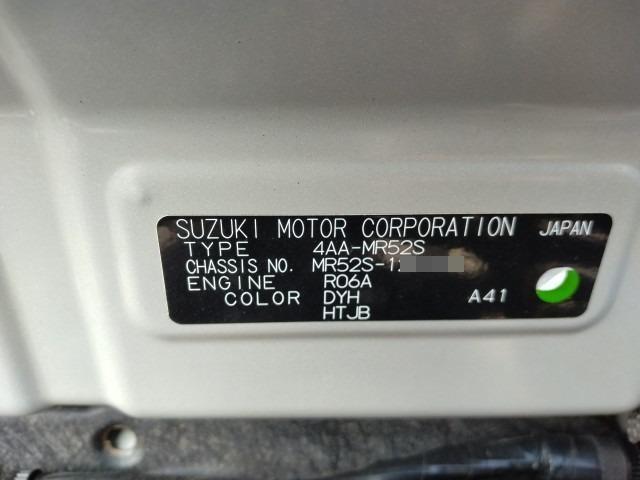 SUZUKI MOTOR CORPORATION JAPAN
TYPE 4AA-MR52S
CHASSIS NO. MR52S-1
ENGINE R06A
COLOR DYH A41
HTJB